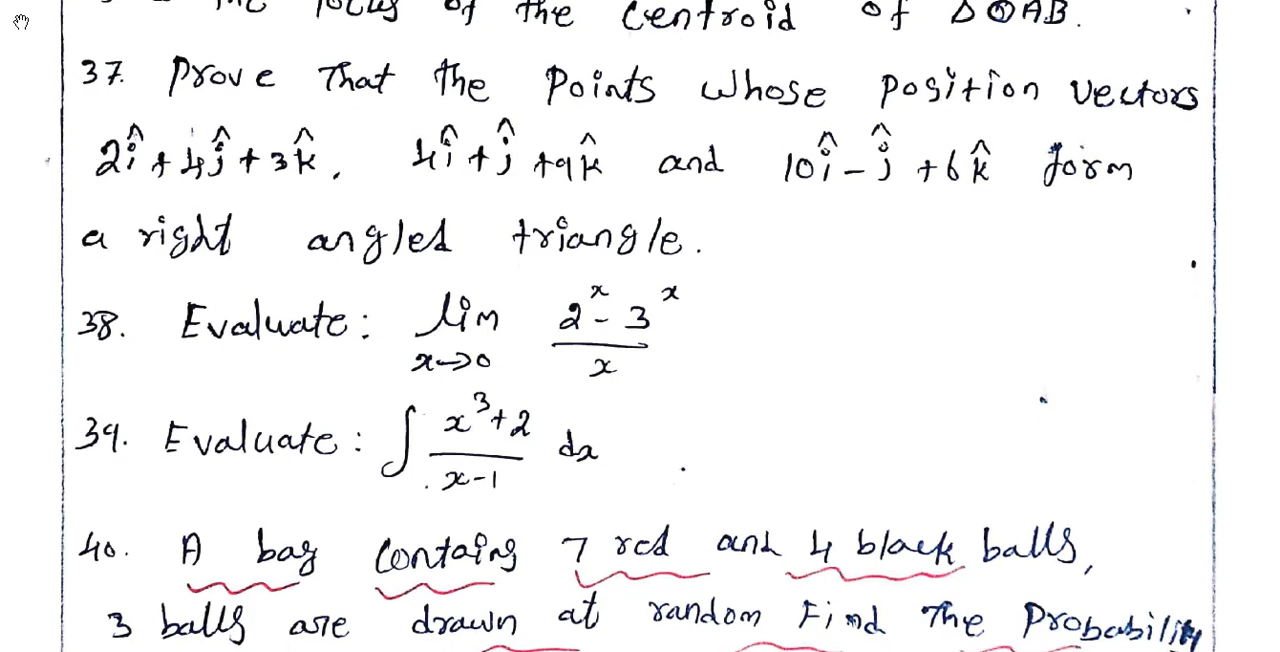 the locus of the centroid of ΔOAB.
37. Prove That the Points whose position vectors
2î + 4ĵ + 3k̂, 4î + ĵ + 9k̂ and 10î - ĵ + 6k̂ form
a right angled triangle.
38. Evaluate: lim x→0 (2^x - 3^x)/x
39. Evaluate: ∫ (x^3+2)/(x-1) dx
40. A bag contains 7 red and 4 black balls,
3 balls are drawn at random Find The Probability